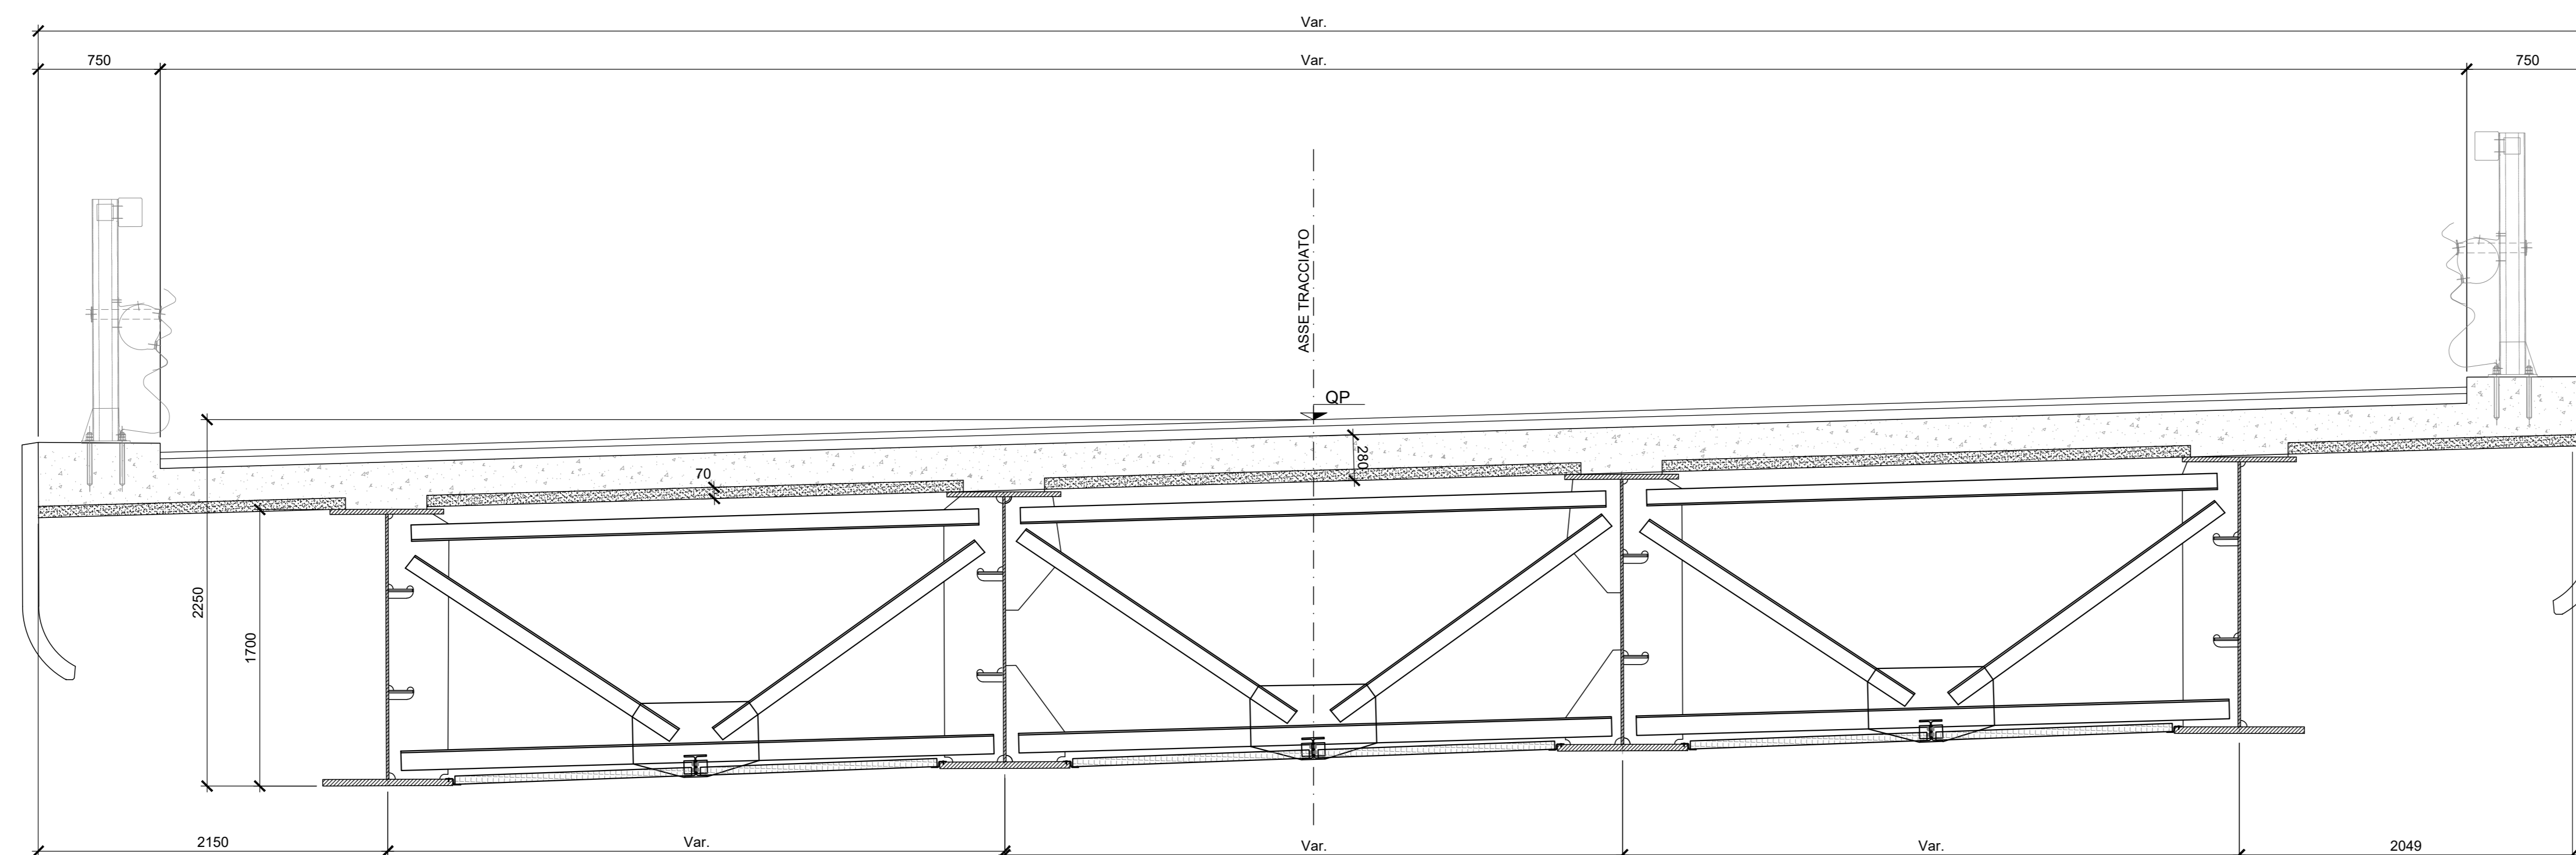 Var.
750
Var.
750
ASSE TRACCIATO
QP
280
70
2250
1700
2150
Var.
Var.
Var.
2049